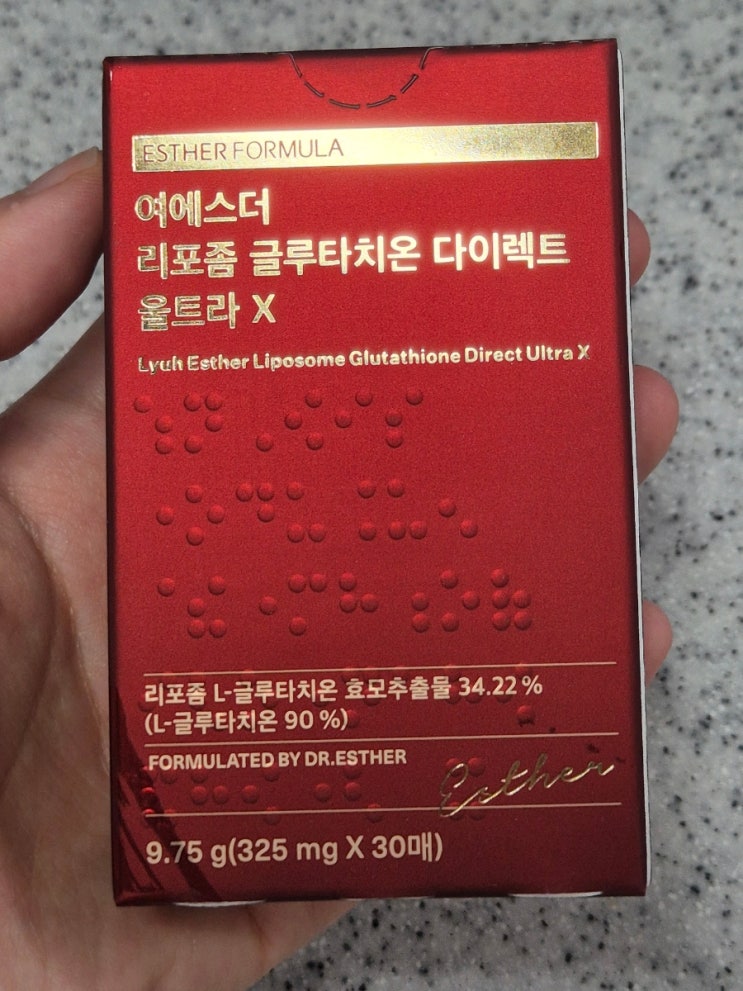 ESTHER FORMULA
여에스더
리포좀 글루타치온 다이렉트
울트라 X
Lyuh Esther Liposome Glutathione Direct Ultra X
리포좀 L-글루타치온 효모추출물 34.22 %
(L-글루타치온 90 %)
FORMULATED BY DR.ESTHER
Esther
9.75 g(325 mg X 30매)